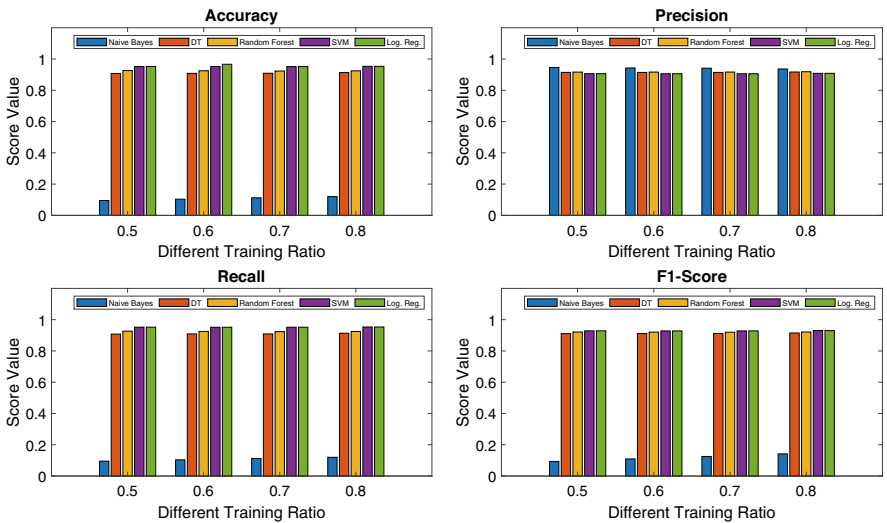 Accuracy
Naive Bayes DT Random Forest SVM Log. Reg.
1
0.8
0.6
0.4
0.2
0
Score Value
0.5 0.6 0.7 0.8
Different Training Ratio
Precision
Naive Bayes DT Random Forest SVM Log. Reg.
1
0.8
0.6
0.4
0.2
0
Score Value
0.5 0.6 0.7 0.8
Different Training Ratio
Recall
Naive Bayes DT Random Forest SVM Log. Reg.
1
0.8
0.6
0.4
0.2
0
Score Value
0.5 0.6 0.7 0.8
Different Training Ratio
F1-Score
Naive Bayes DT Random Forest SVM Log. Reg.
1
0.8
0.6
0.4
0.2
0
Score Value
0.5 0.6 0.7 0.8
Different Training Ratio